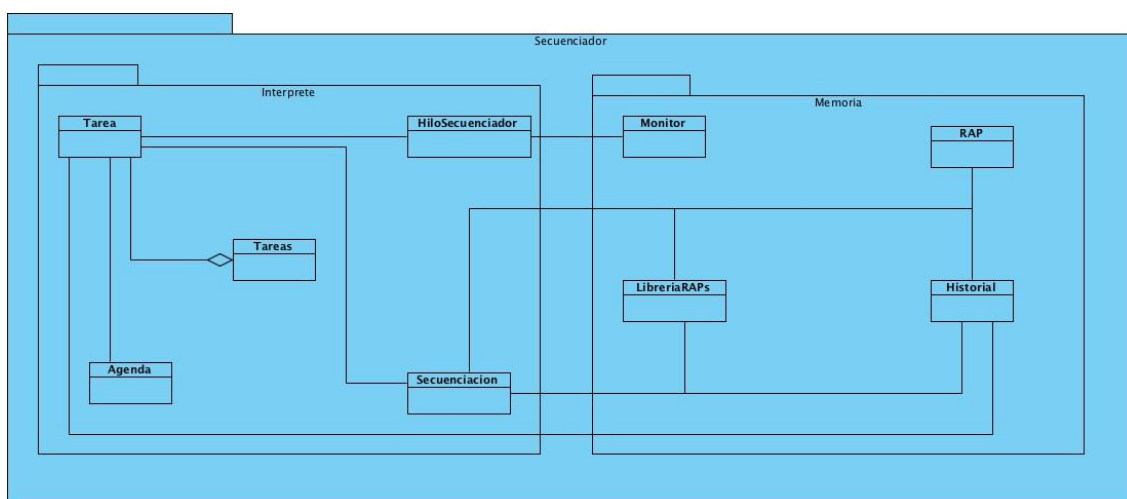 Secuenciador
Interprete
Memoria
Tarea
HiloSecuenciador
Monitor
RAP
Tareas
LibreriaRAPs
Historial
Agenda
Secuenciacion